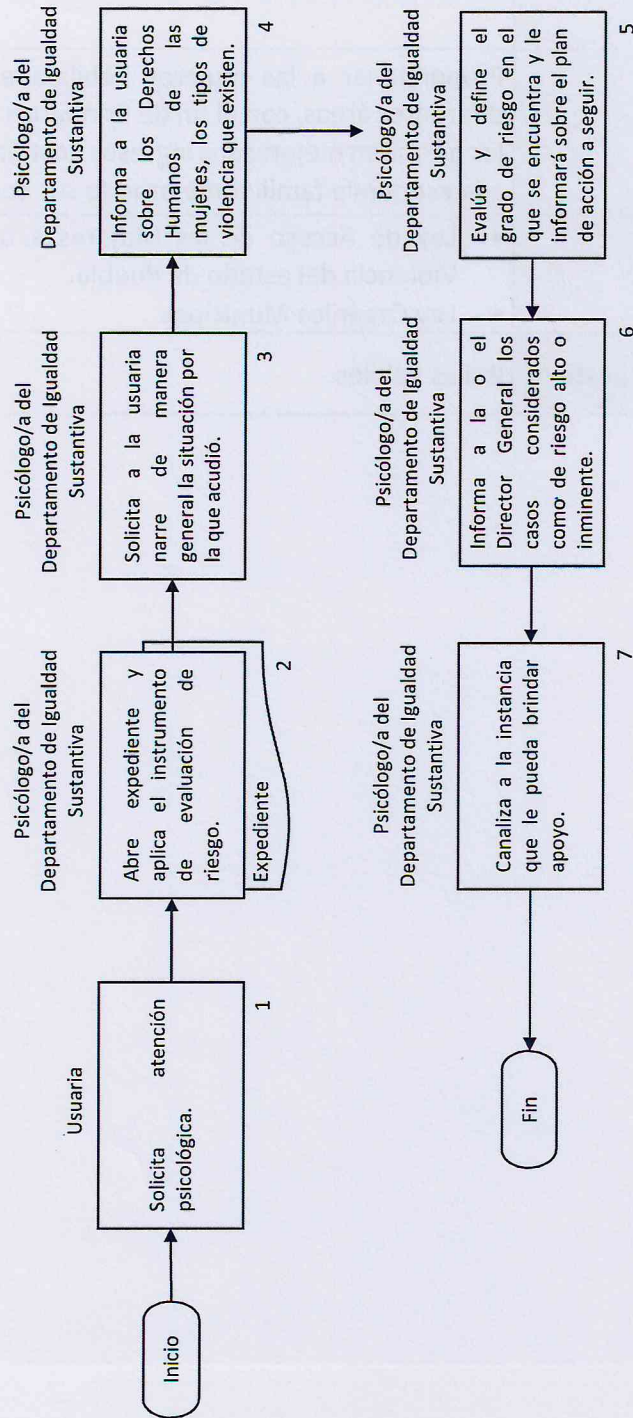 Inicio
Usuaria
Solicita atención
psicológica.
1
Psicólogo/a del
Departamento de Igualdad
Sustantiva
Abre expediente y
aplica el instrumento
de evaluación de
riesgo.
Expediente
2
Psicólogo/a del
Departamento de Igualdad
Sustantiva
Solicita a la usuaria
narre de manera
general la situación por
la que acudió.
3
Psicólogo/a del
Departamento de Igualdad
Sustantiva
Informa a la usuaria
sobre los Derechos
Humanos de las
mujeres, los tipos de
violencia que existen.
4
Psicólogo/a del
Departamento de Igualdad
Sustantiva
Evalúa y define el
grado de riesgo en el
que se encuentra y le
informará sobre el plan
de acción a seguir.
5
Psicólogo/a del
Departamento de Igualdad
Sustantiva
Informa a la o el
Director General los
casos considerados
como de riesgo alto o
inminente.
6
Psicólogo/a del
Departamento de Igualdad
Sustantiva
Canaliza a la instancia
que le pueda brindar
apoyo.
7
Fin